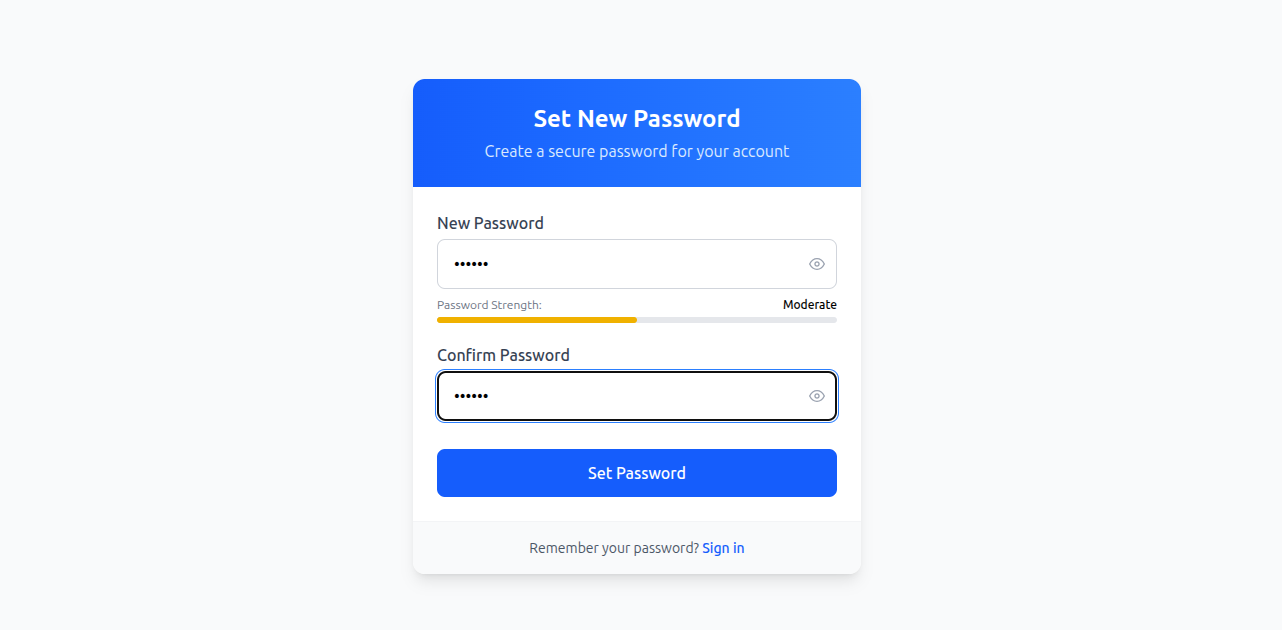 Set New Password
Create a secure password for your account
New Password
••••••
Password Strength: Moderate
Confirm Password
••••••
Set Password
Remember your password? Sign in